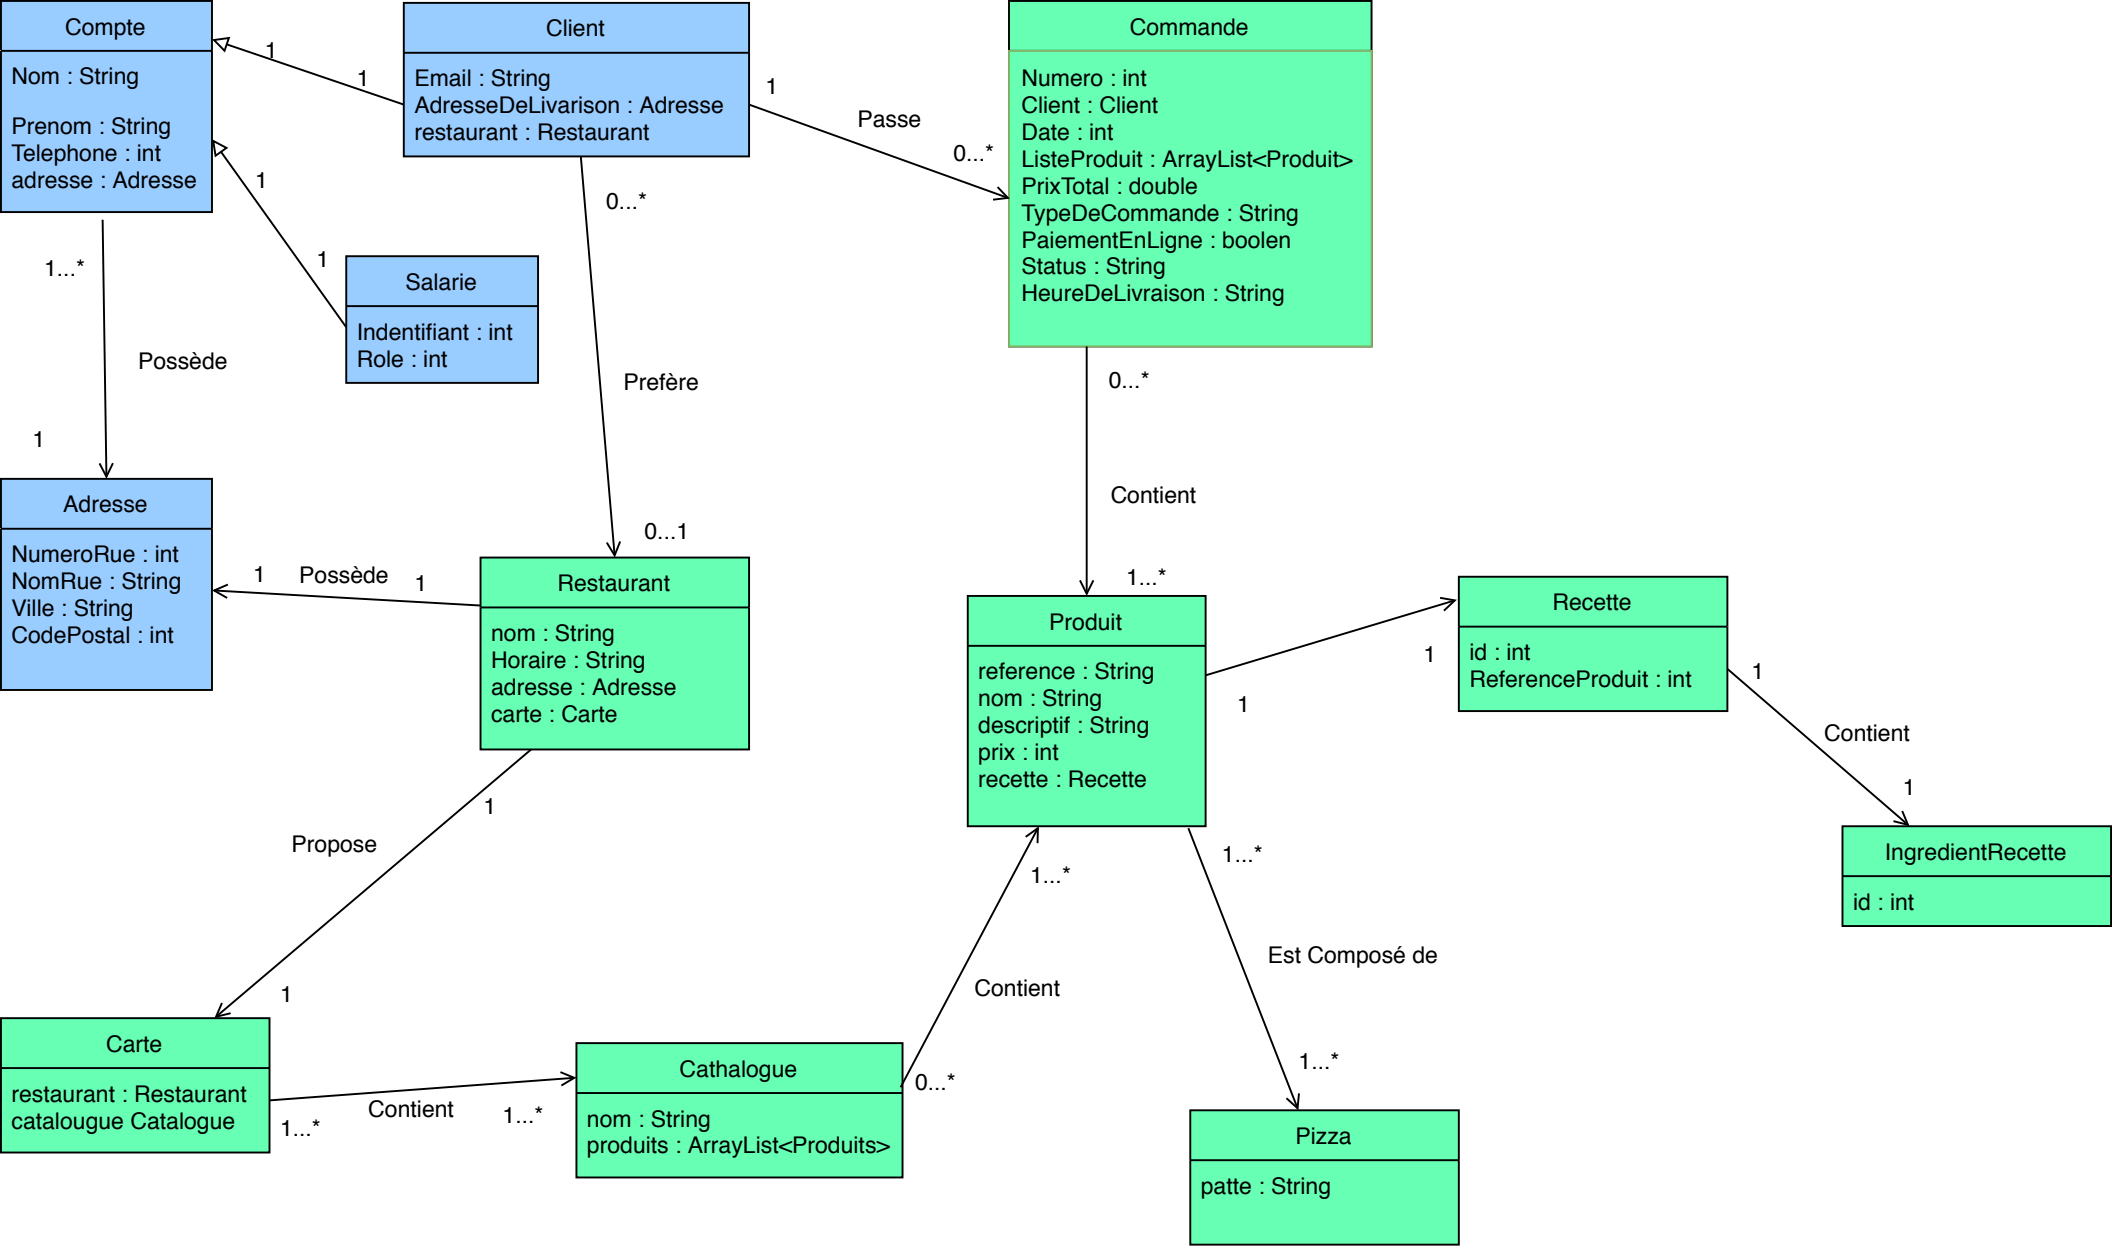 Compte
Nom : String
Prenom : String
Telephone : int
adresse : Adresse
Client
Email : String
AdresseDeLivarison : Adresse
restaurant : Restaurant
Commande
Numero : int
Client : Client
Date : int
ListeProduit : ArrayList<Produit>
PrixTotal : double
TypeDeCommande : String
PaiementEnLigne : boolen
Status : String
HeureDeLivraison : String
1
1
1
Passe
0...*
1
1
0...*
1...*
Salarie
Indentifiant : int
Role : int
Possède
Prefère
0...*
1
Contient
0...1
1...*
Adresse
NumeroRue : int
NomRue : String
Ville : String
CodePostal : int
1
Possède
1
Restaurant
nom : String
Horaire : String
adresse : Adresse
carte : Carte
Produit
reference : String
nom : String
descriptif : String
prix : int
recette : Recette
1
1
Recette
id : int
ReferenceProduit : int
1
Contient
1
IngredientRecette
id : int
1
Propose
1
1...*
1...*
Contient
Est Composé de
1...*
Carte
restaurant : Restaurant
catalougue Catalogue
1...*
Contient
1...*
Cathalogue
nom : String
produits : ArrayList<Produits>
0...*
Pizza
patte : String